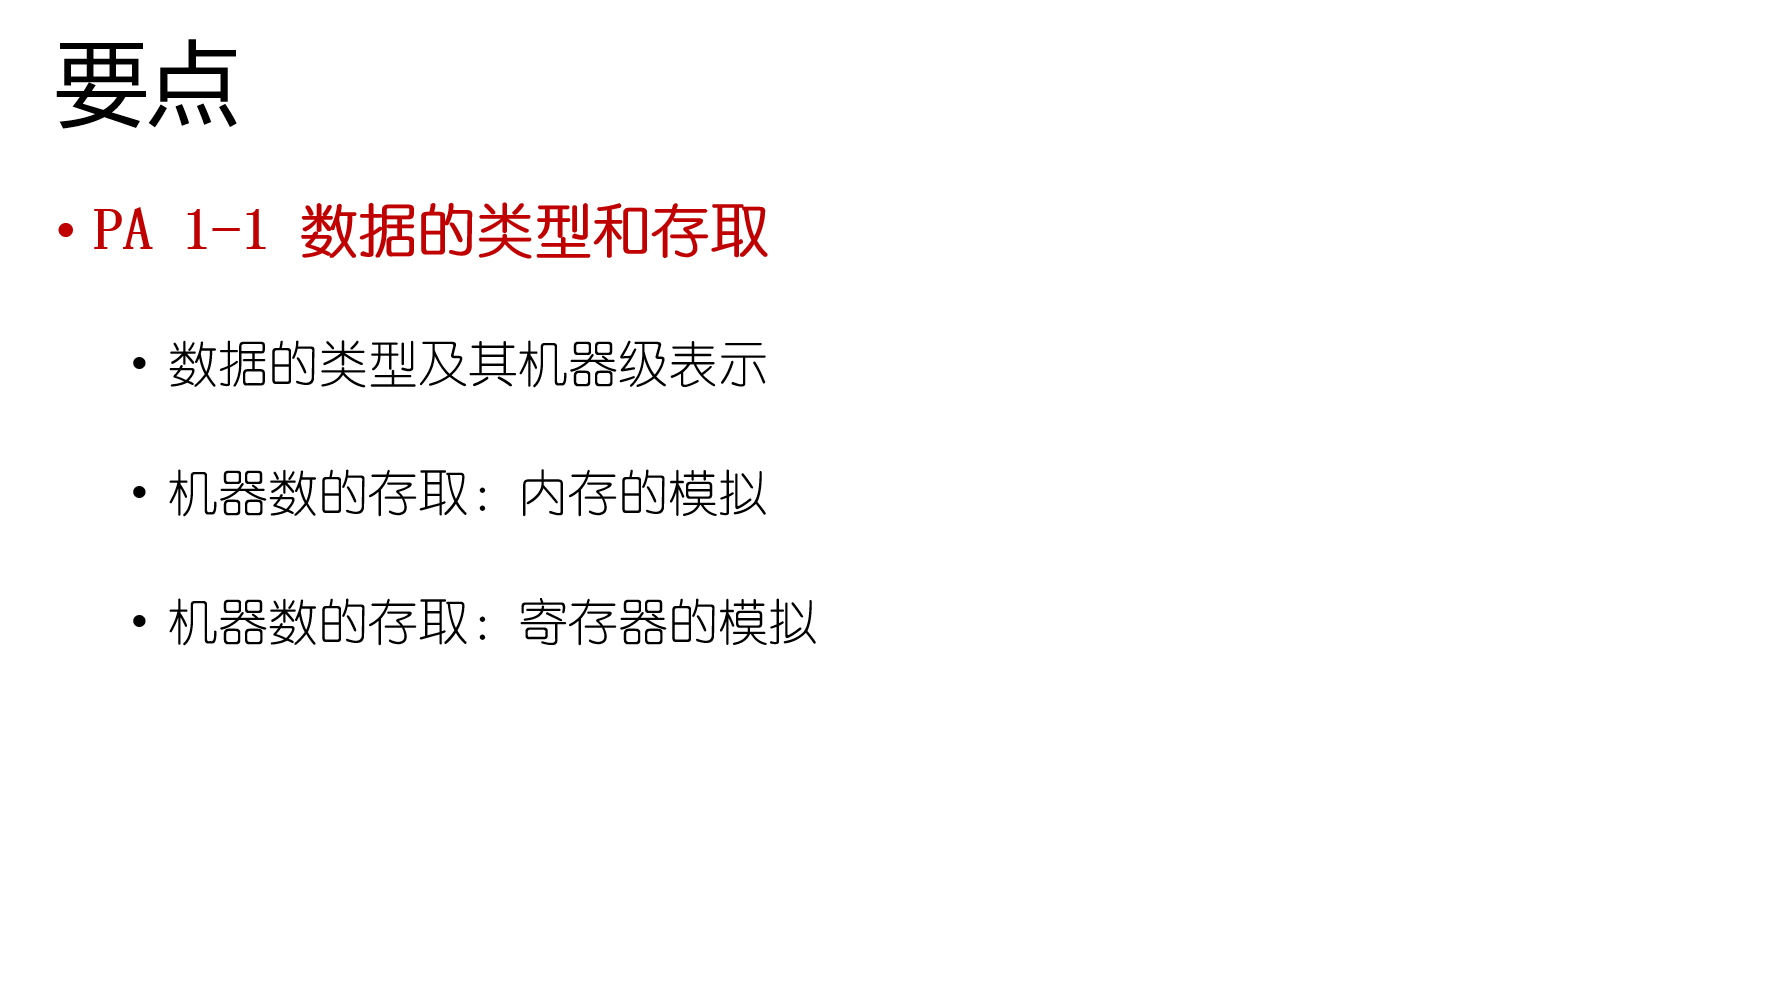 要点
• PA 1-1 数据的类型和存取
• 数据的类型及其机器级表示
• 机器数的存取：内存的模拟
• 机器数的存取：寄存器的模拟